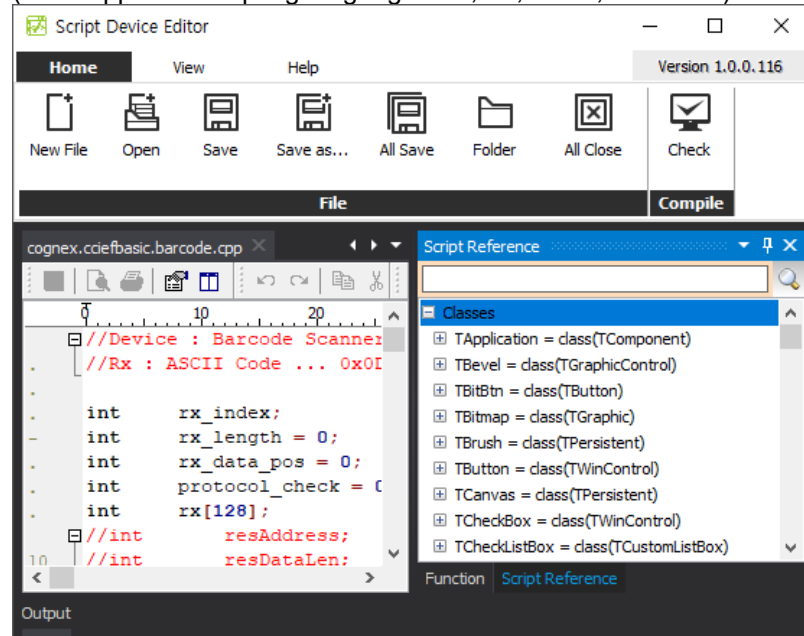 Script Device Editor
Home View Help Version 1.0.0.116
New File Open Save Save as... All Save Folder All Close Check
File Compile
cognex.cciefbasic.barcode.cpp Script Reference
0 10 20
//Device : Barcode Scanner
//Rx : ASCII Code ...
int rx_index;
int rx_length = 0;
int rx_data_pos = 0;
int protocol_check =
int rx[128];
//int resAddress;
10 //int resDataLen;
Classes
TApplication = class(TComponent)
TBevel = class(TGraphicControl)
TBitBtn = class(TButton)
TBitmap = class(TGraphic)
TBrush = class(TPersistent)
TButton = class(TWinControl)
TCanvas = class(TPersistent)
TCheckBox = class(TWinControl)
TCheckListBox = class(TCustomListBox)
Function Script Reference
Output